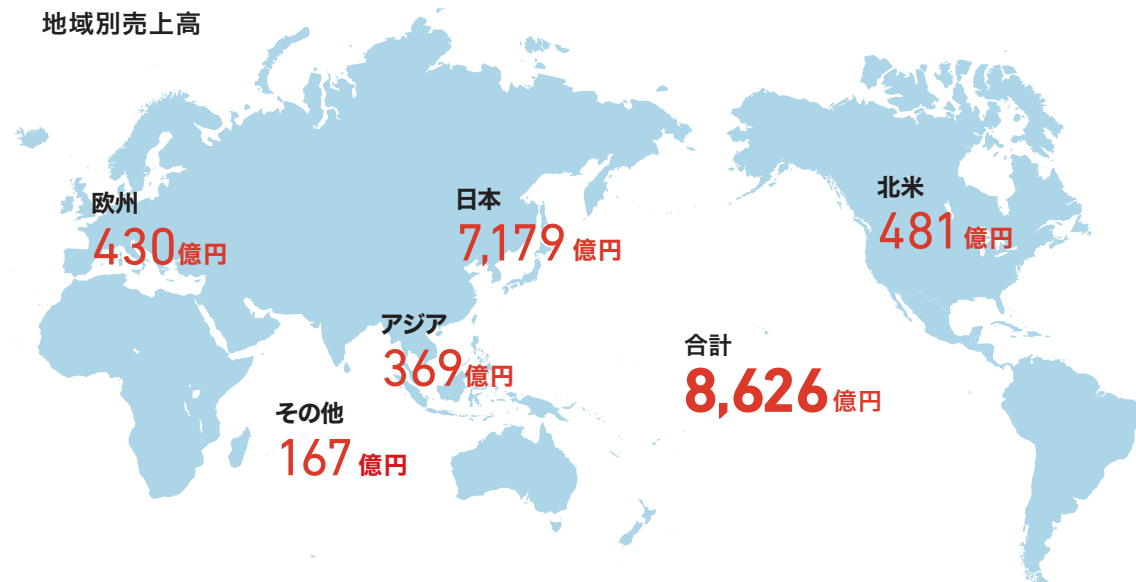 地域別売上高
欧州
430億円
日本
7,179億円
北米
481億円
アジア
369億円
合計
8,626億円
その他
167億円